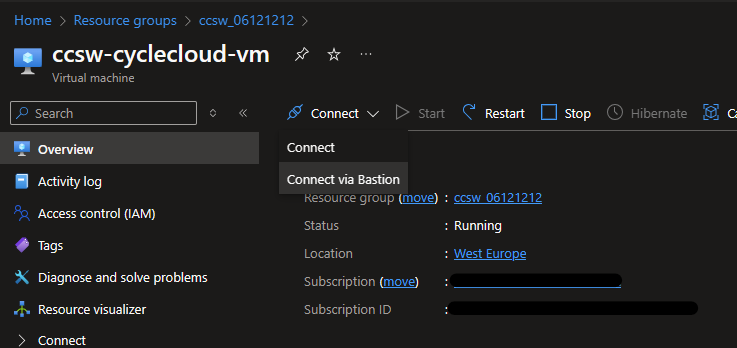 Home > Resource groups > ccsw_06121212 >
ccsw-cyclecloud-vm
Virtual machine
Search
Connect
Start
Restart
Stop
Hibernate
Ca
Connect
Connect via Bastion
Overview
Activity log
Access control (IAM)
Tags
Diagnose and solve problems
Resource visualizer
Connect
Resource group (move) : ccsw_06121212
Status : Running
Location : West Europe
Subscription (move) :
Subscription ID :